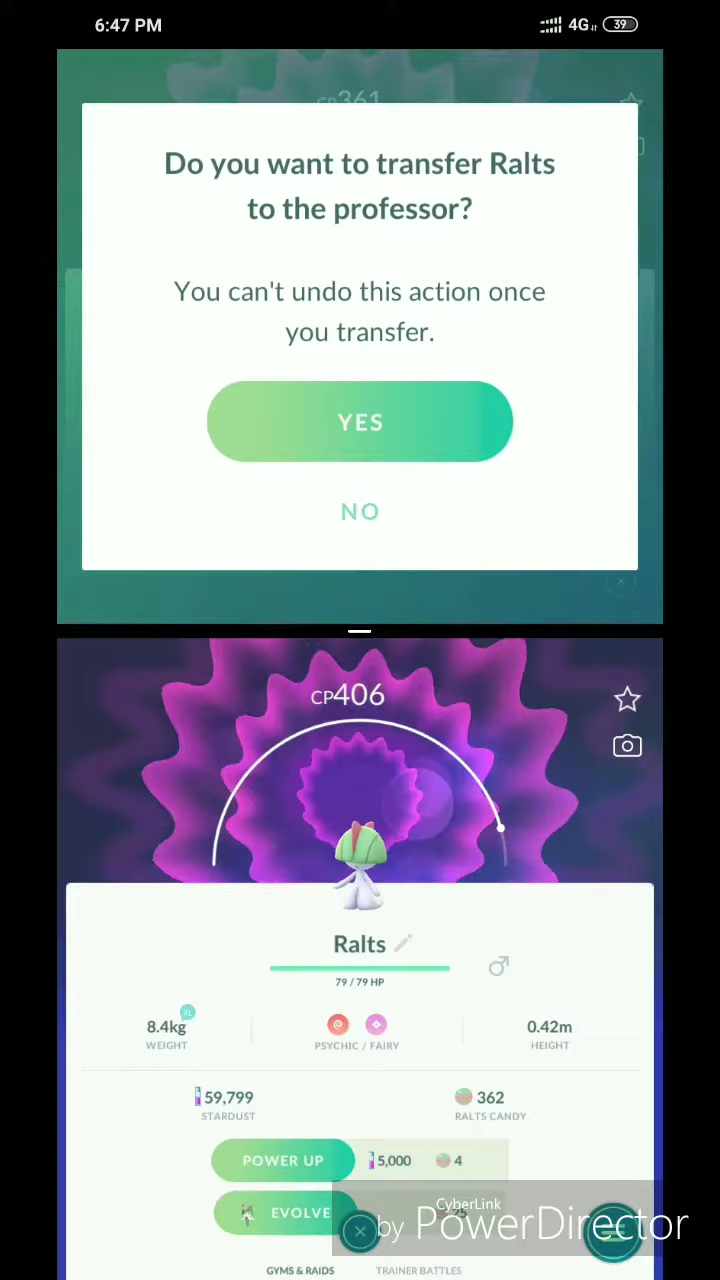 6:47 PM
4G
39
CP361
Do you want to transfer Ralts
to the professor?
You can't undo this action once
you transfer.
YES
NO
CP406
Ralts
79 / 79 HP
XL
8.4kg
WEIGHT
PSYCHIC / FAIRY
0.42m
HEIGHT
59,799
STARDUST
362
RALTS CANDY
POWER UP
5,000
4
EVOLVE
25
CyberLink
by PowerDirector
GYMS & RAIDS
TRAINER BATTLES